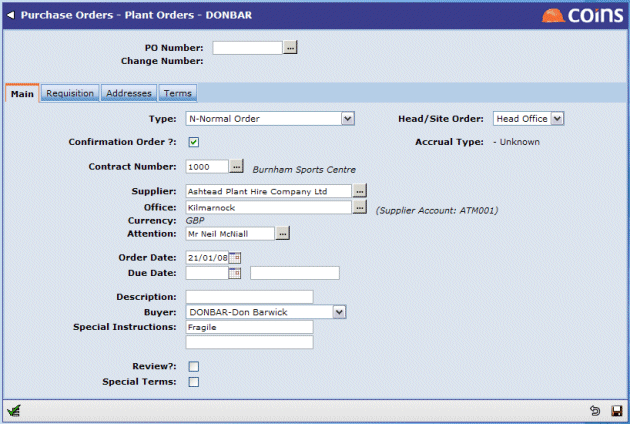 Purchase Orders - Plant Orders - DONBAR
coins
PO Number: ...
Change Number:
Main Requisition Addresses Terms
Type: N-Normal Order Head/Site Order: Head Office
Confirmation Order ?: Accrual Type: - Unknown
Contract Number: 1000 ... Burnham Sports Centre
Supplier: Ashtead Plant Hire Company Ltd ...
Office: Kilmarnock ... (Supplier Account: ATM001)
Currency: GBP
Attention: Mr Neil McNiall ...
Order Date: 21/01/08
Due Date:
Description:
Buyer: DONBAR-Don Barwick
Special Instructions: Fragile
Review?:
Special Terms: